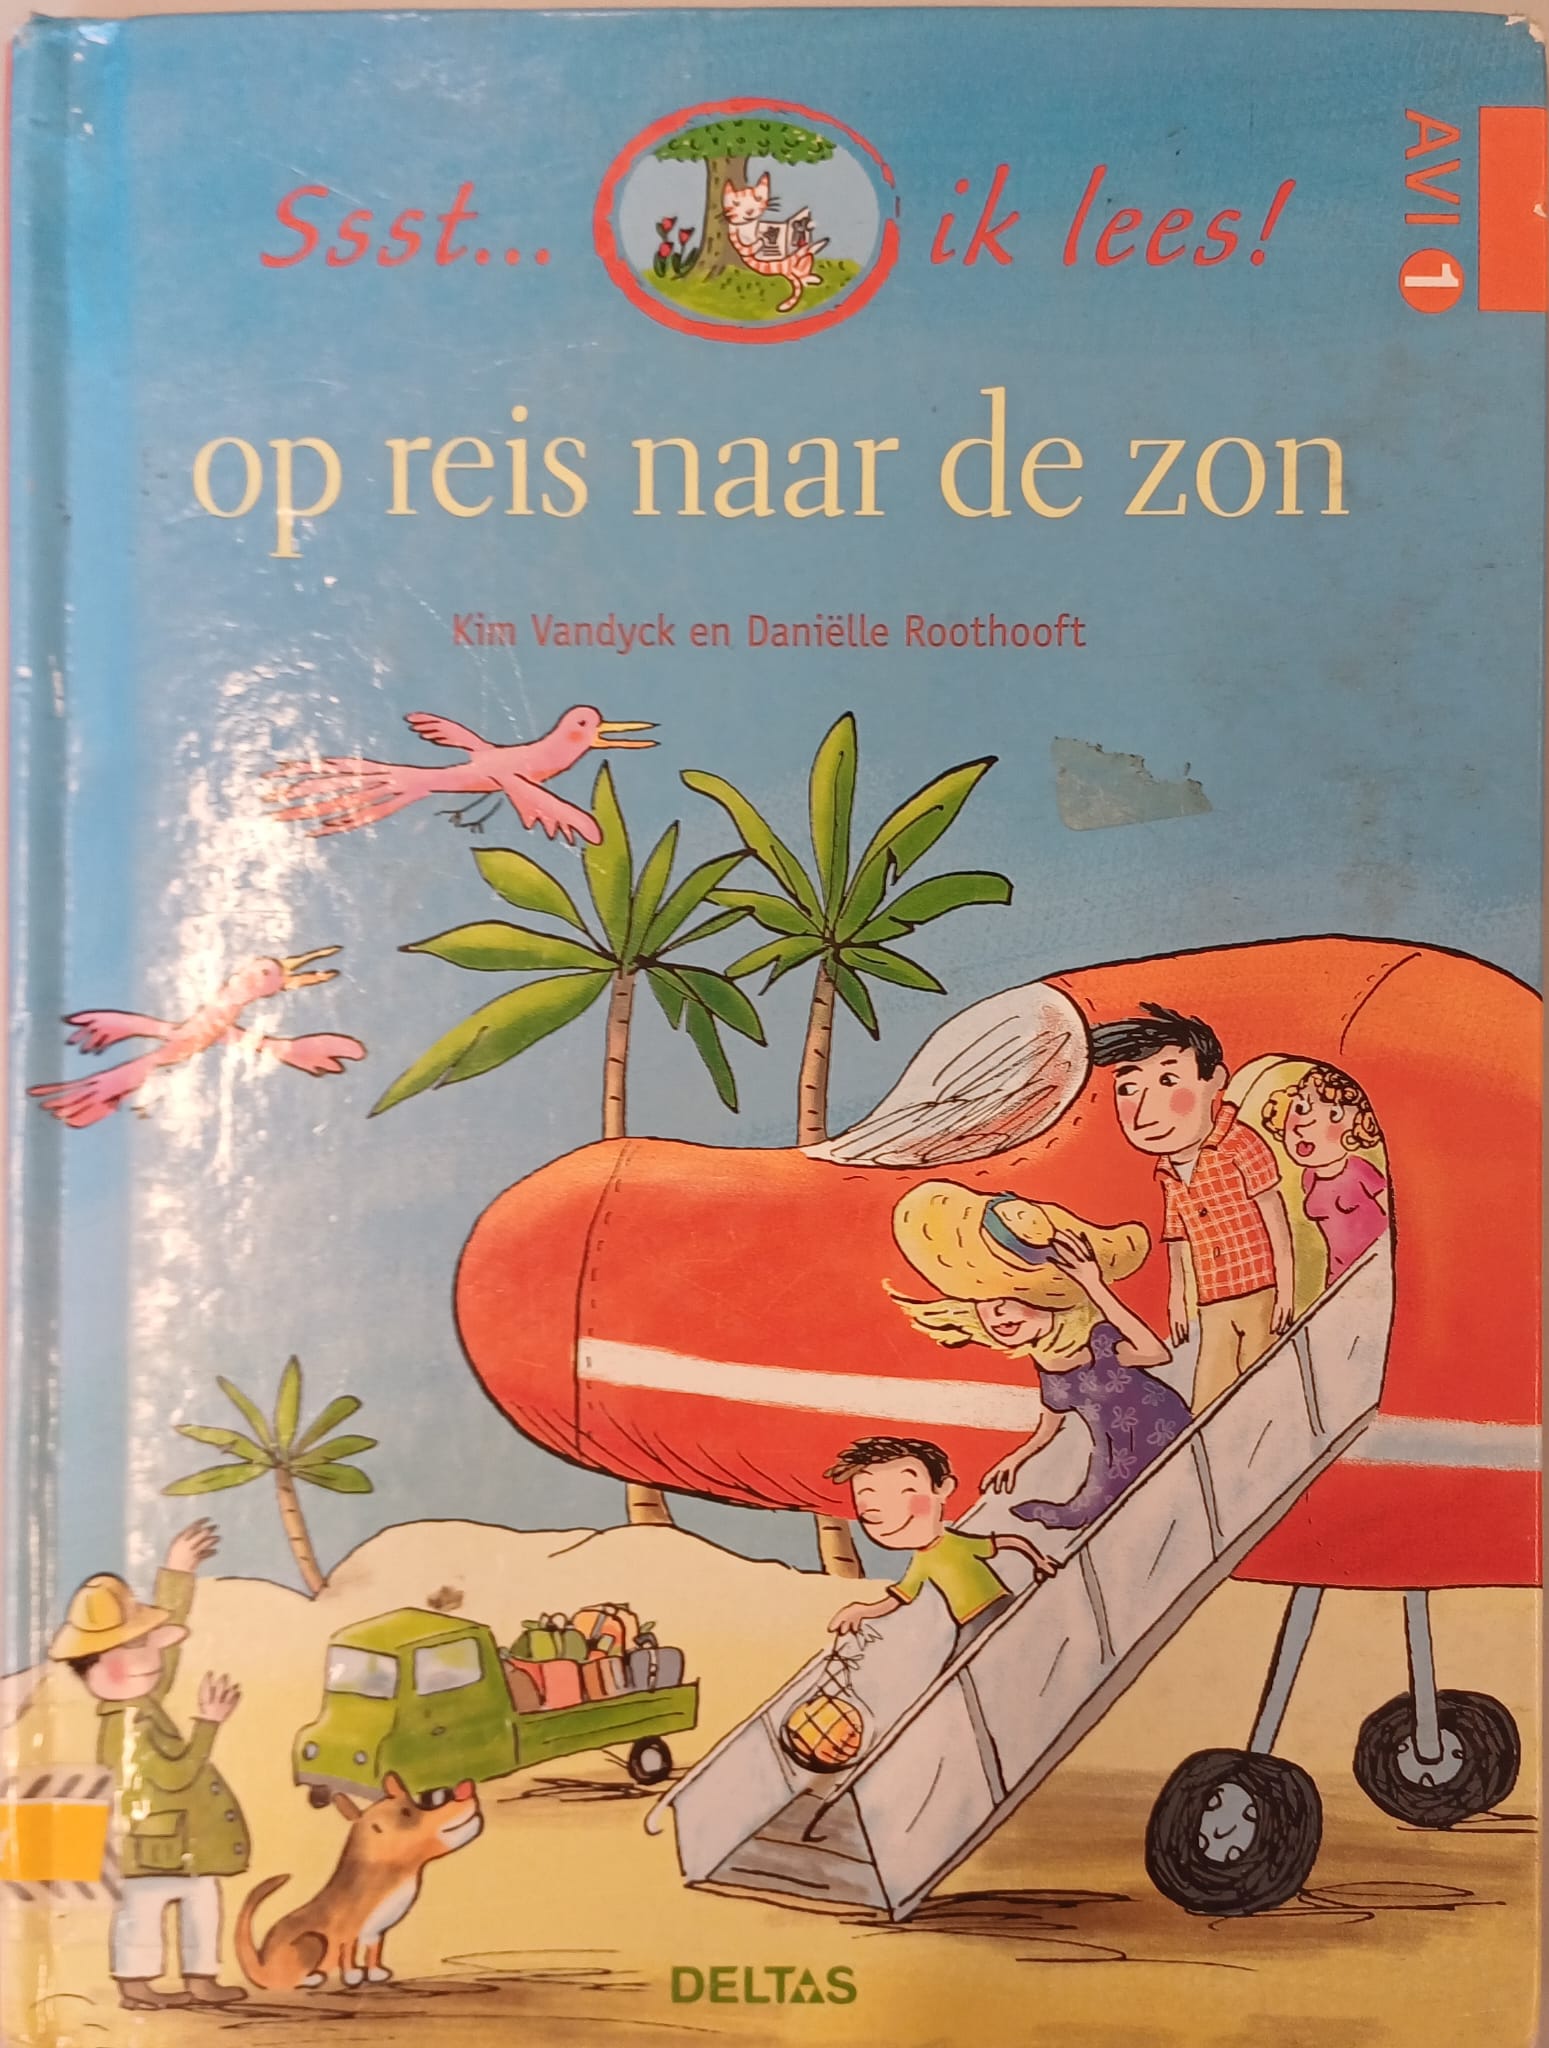 Ssst... ik lees!
AVI 1
op reis naar de zon
Kim Vandyck en Daniëlle Roothooft
DELTAS